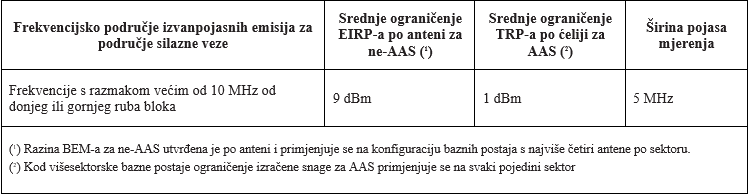 Frekvencijsko područje izvanpojasnih emisija za
područje silazne veze
Srednje ograničenje
EIRP-a po anteni za
ne-AAS (¹)
Srednje ograničenje
TRP-a po ćeliji za
AAS (²)
Širina pojasa
mjerenja
Frekvencije s razmakom većim od 10 MHz od
donjeg ili gornjeg ruba bloka
9 dBm
1 dBm
5 MHz
(¹) Razina BEM-a za ne-AAS utvrđena je po anteni i primjenjuje se na konfiguraciju baznih postaja s najviše četiri antene po sektoru.
(²) Kod višesektorske bazne postaje ograničenje izračene snage za AAS primjenjuje se na svaki pojedini sektor